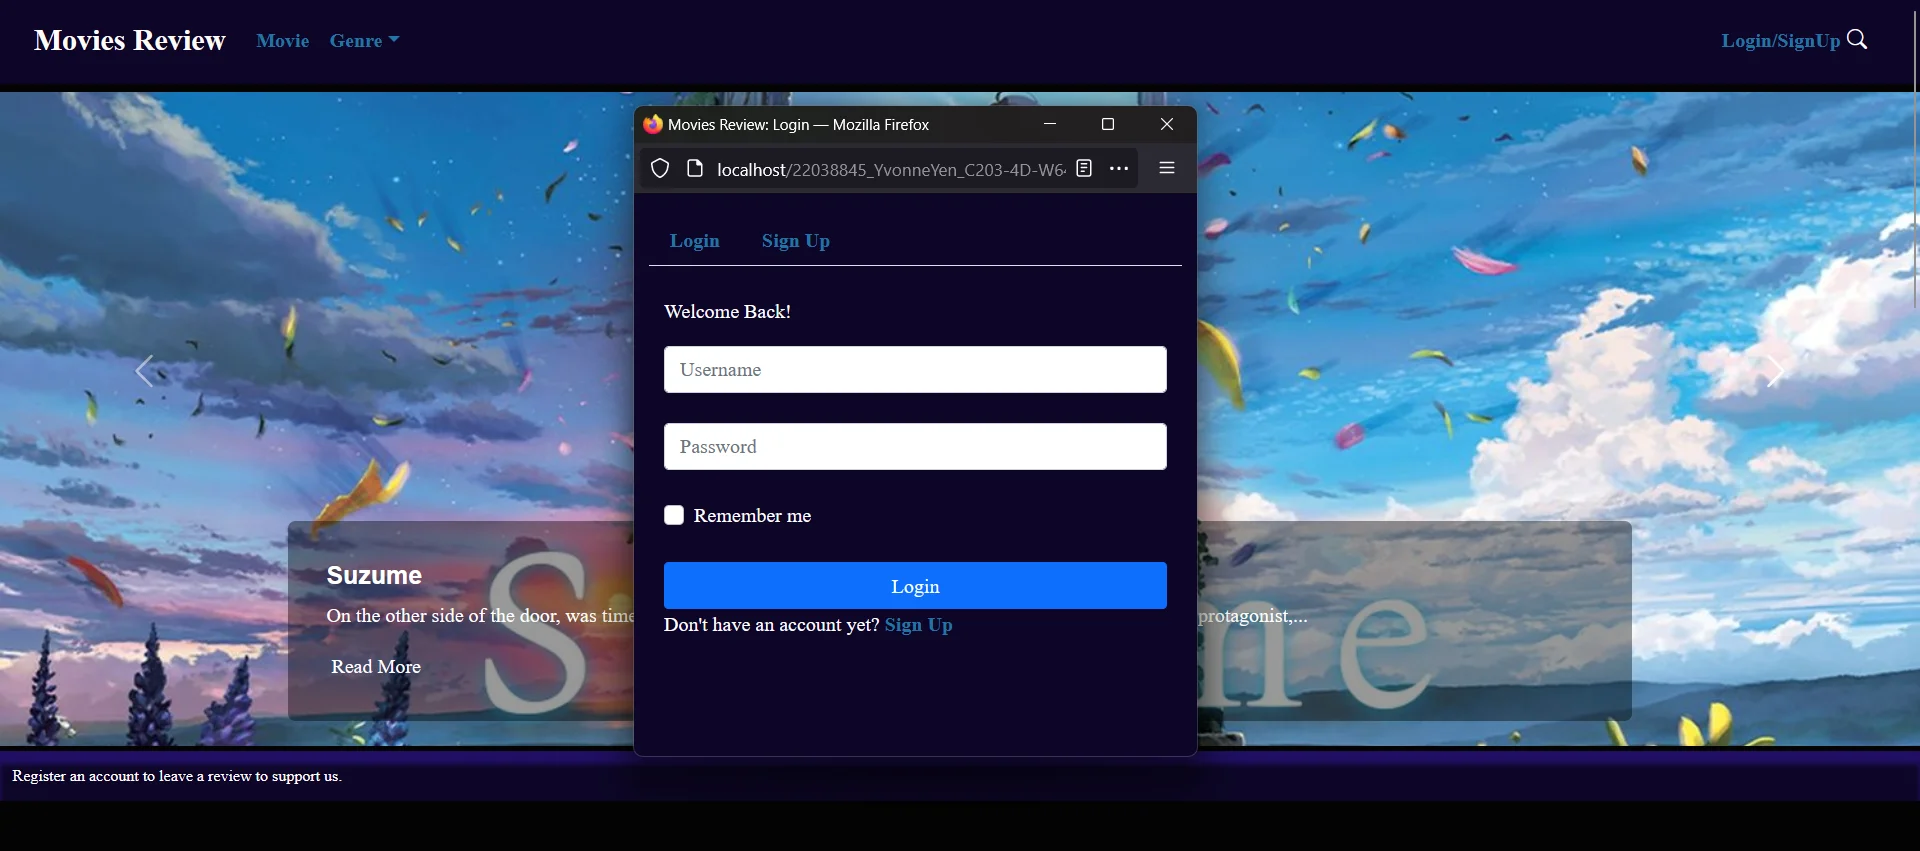 Movies Review Movie Genre Login/SignUp
Movies Review: Login — Mozilla Firefox
localhost/22038845_YvonneYen_C203-4D-W6
Login Sign Up
Welcome Back!
Username
Password
Remember me
Login
Don't have an account yet? Sign Up
Suzume
On the other side of the door, was time protagonist,...
Read More
S ne
Register an account to leave a review to support us.